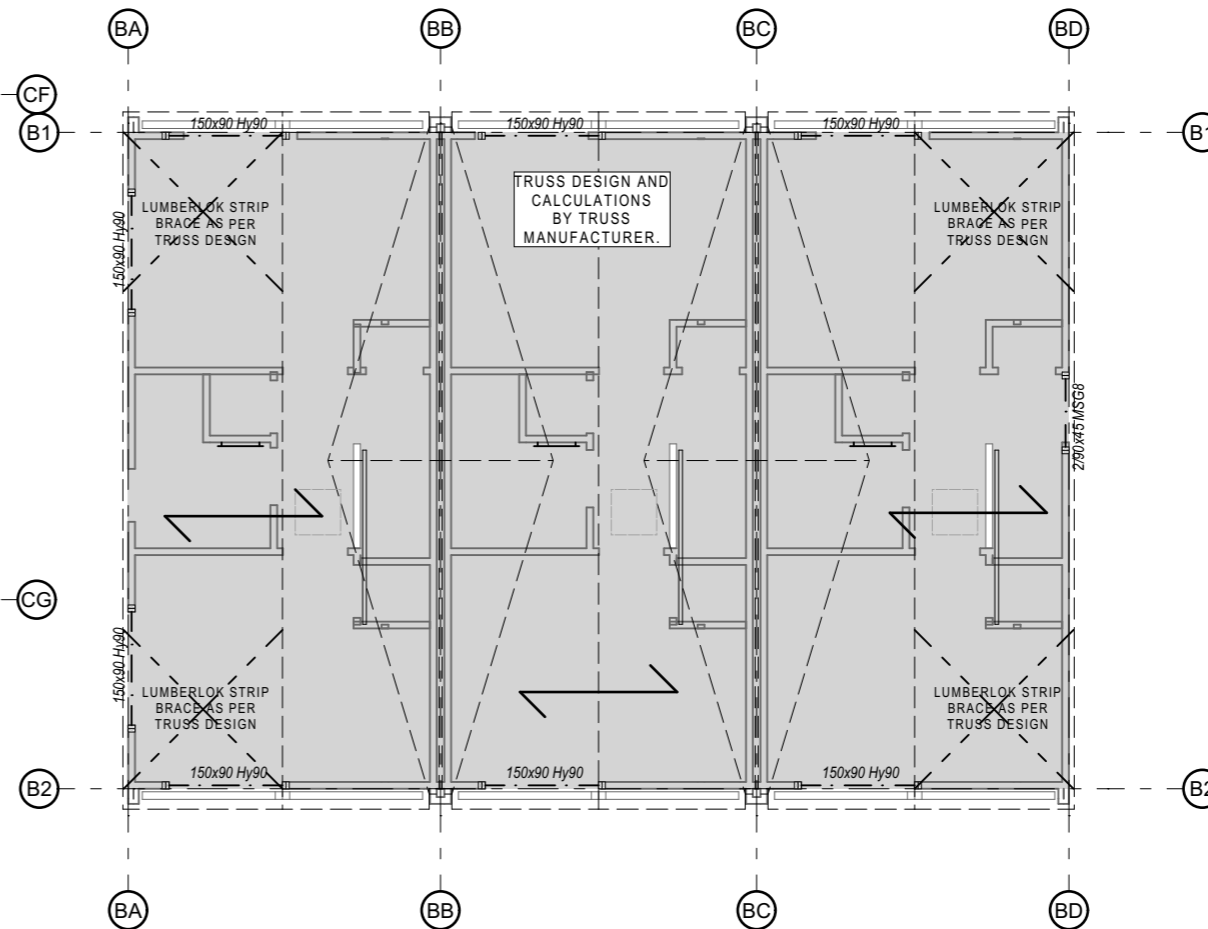 BA
BB
BC
BD
CF
B1
B1
150x90 Hy90
150x90 Hy90
150x90 Hy90
150x90 Hy90
LUMBERLOK STRIP
BRACE AS PER
TRUSS DESIGN
TRUSS DESIGN AND
CALCULATIONS
BY TRUSS
MANUFACTURER.
LUMBERLOK STRIP
BRACE AS PER
TRUSS DESIGN
2/90x45 MSG8
CG
150x90 Hy90
LUMBERLOK STRIP
BRACE AS PER
TRUSS DESIGN
LUMBERLOK STRIP
BRACE AS PER
TRUSS DESIGN
150x90 Hy90
150x90 Hy90
150x90 Hy90
B2
B2
BA
BB
BC
BD